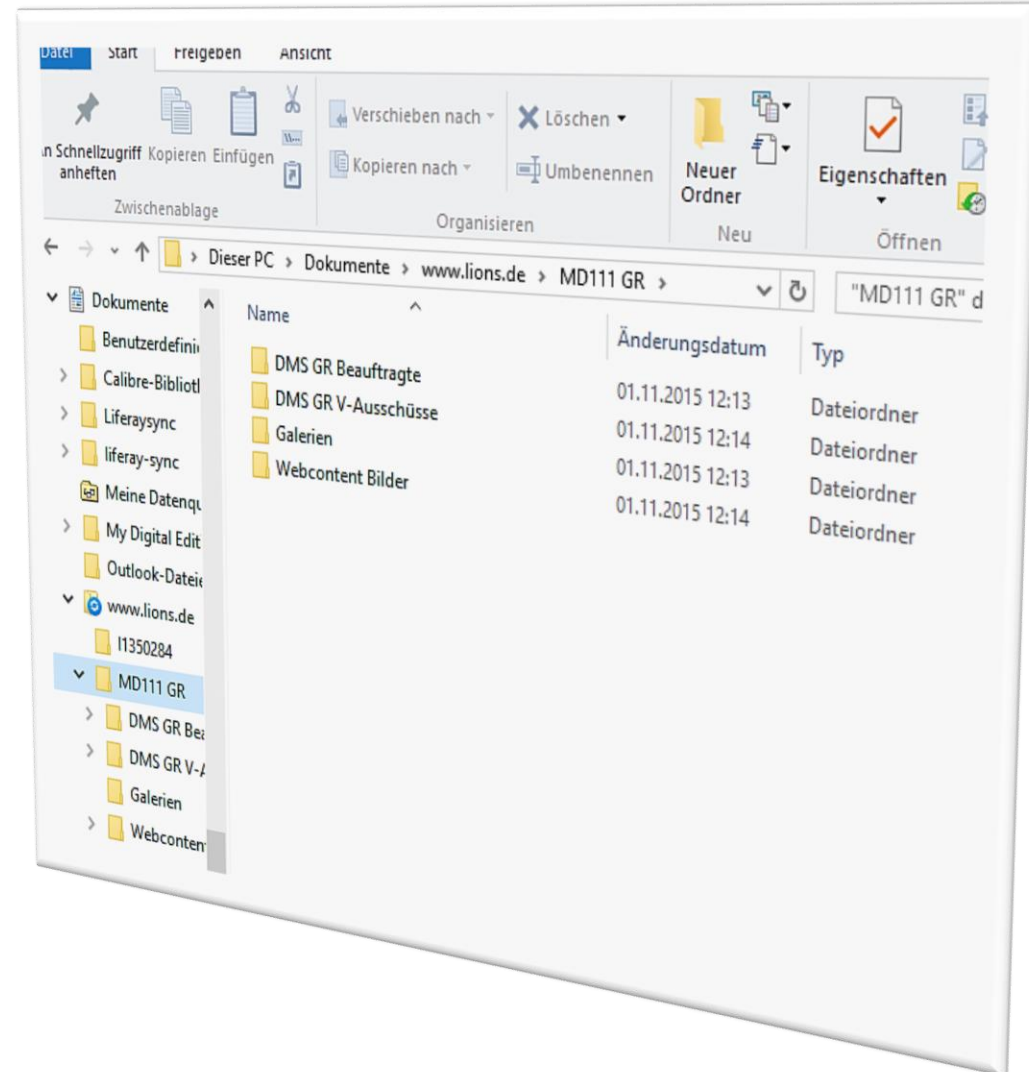 Datei Start Freigeben Ansicht
Verschieben nach Löschen
Schnellzugriff Kopieren Einfügen
anheften
Kopieren nach Umbenennen
Neuer
Ordner
Eigenschaften
Zwischenablage Organisieren Neu Öffnen
Dieser PC > Dokumente > www.lions.de > MD111 GR > "MD111 GR" d
Dokumente
Benutzerdefini
Calibre-Bibliotl
Liferaysync
liferay-sync
Meine Datenqu
My Digital Edit
Outlook-Dateie
www.lions.de
MD111 GR
DMS GR Bea
DMS GR V-A
Galerien
Webconten
Name Änderungsdatum Typ
DMS GR Beauftragte 01.11.2015 12:13 Dateiordner
DMS GR V-Ausschüsse 01.11.2015 12:14 Dateiordner
Galerien 01.11.2015 12:13 Dateiordner
Webcontent Bilder 01.11.2015 12:14 Dateiordner